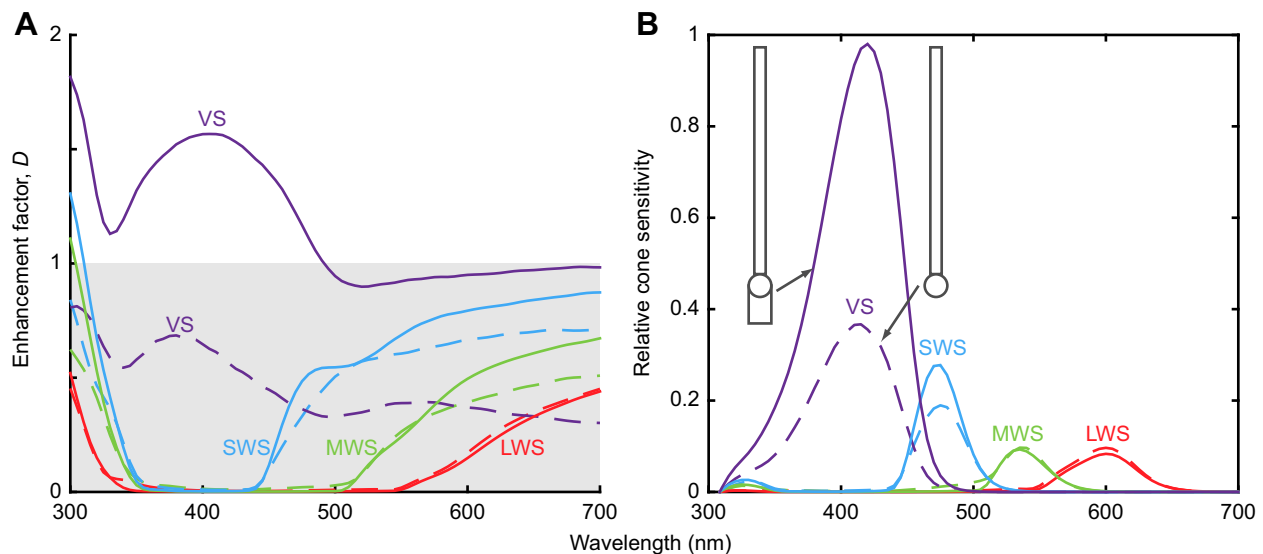 A
2
1
0
300
400
500
600
700
Enhancement factor, D
VS
VS
SWS
MWS
LWS
B
1
0.8
0.6
0.4
0.2
0
300
400
500
600
700
Relative cone sensitivity
VS
SWS
MWS
LWS
Wavelength (nm)